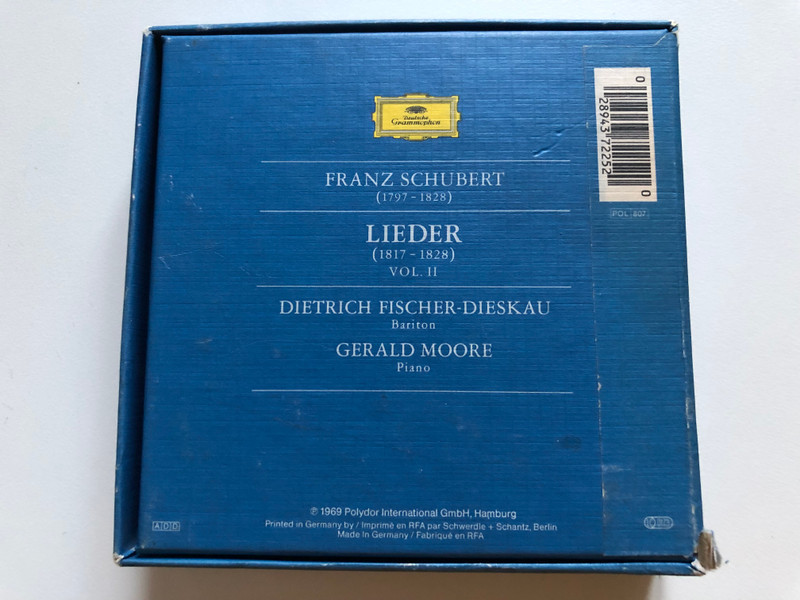 Deutsche
Grammophon
FRANZ SCHUBERT
(1797 - 1828)
LIEDER
(1817 - 1828)
VOL. II
DIETRICH FISCHER-DIESKAU
Bariton
GERALD MOORE
Piano
℗ 1969 Polydor International GmbH, Hamburg
Printed in Germany by / Imprimé en RFA par Schwerdle + Schantz, Berlin
Made in Germany / Fabriqué en RFA
ADD
0 28943 72252 0
POL 807